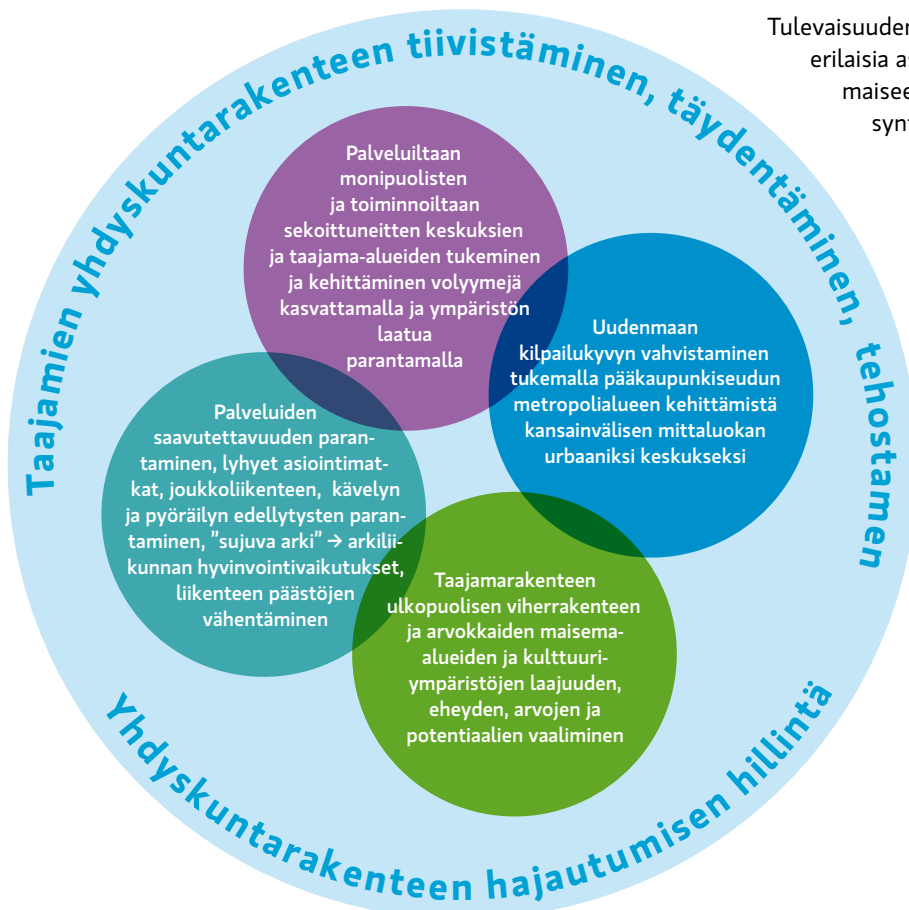 Tulevaisuuden
erilaisia
Taajamien yhdyskuntarakenteen tiivistäminen, täydentäminen, tehostamen
Palveluiltaan
monipuolisten
ja toiminnoiltaan
sekoittuneitten keskuksien
ja taajama-alueiden tukeminen
ja kehittäminen volyymejä
kasvattamalla ja ympäristön
laatua
parantamalla
Uudenmaan
kilpailukyvyn vahvistaminen
tukemalla pääkaupunkiseudun
metropolialueen kehittämistä
kansainvälisen mittaluokan
urbaaniksi keskukseksi
Palveluiden
saavutettavuuden paran-
taminen, lyhyet asiointimat-
kat, joukkoliikenteen, kävelyn
ja pyöräilyn edellytysten paran-
taminen, ”sujuva arki” → arkilii-
kunnan hyvinvointivaikutukset,
liikenteen päästöjen
vähentäminen
Taajamarakenteen
ulkopuolisen viherrakenteen
ja arvokkaiden maisema-
alueiden ja kulttuuri-
ympäristöjen laajuuden,
eheyden, arvojen ja
potentiaalien vaaliminen
Yhdyskuntarakenteen hajautumisen hillintä